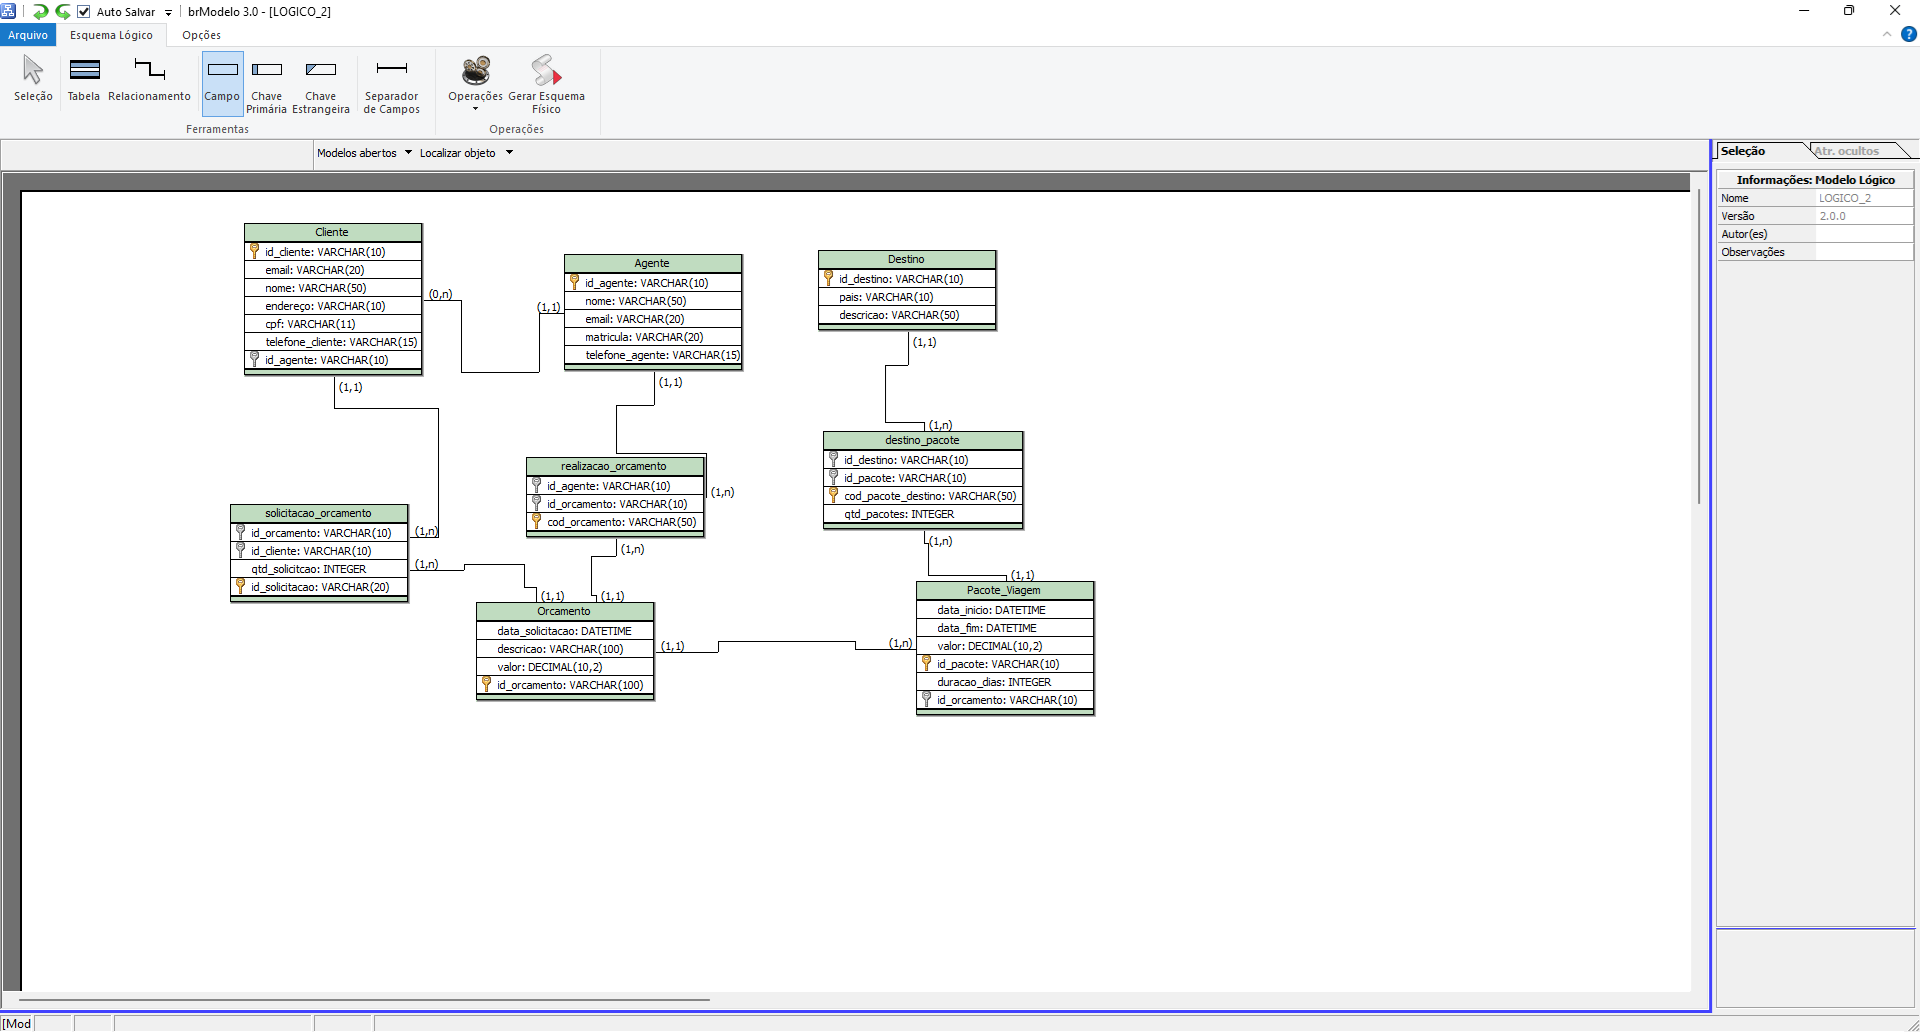 Auto Salvar
brModelo 3.0 - [LOGICO_2]
Arquivo
Esquema Lógico
Opções
?
Seleção
Tabela
Relacionamento
Campo
Chave
Primária
Chave
Estrangeira
Separador
de Campos
Ferramentas
Operações
Gerar Esquema
Físico
Operações
Modelos abertos
Localizar objeto
Cliente
id_cliente: VARCHAR(10)
email: VARCHAR(20)
nome: VARCHAR(50)
endereço: VARCHAR(10)
cpf: VARCHAR(11)
telefone_cliente: VARCHAR(15)
id_agente: VARCHAR(10)
(0,n)
(1,1)
(1,1)
Agente
id_agente: VARCHAR(10)
nome: VARCHAR(50)
email: VARCHAR(20)
matricula: VARCHAR(20)
telefone_agente: VARCHAR(15)
(1,1)
Destino
id_destino: VARCHAR(10)
pais: VARCHAR(10)
descricao: VARCHAR(50)
(1,1)
(1,n)
destino_pacote
id_destino: VARCHAR(10)
id_pacote: VARCHAR(10)
cod_pacote_destino: VARCHAR(50)
qtd_pacotes: INTEGER
(1,n)
realizacao_orcamento
id_agente: VARCHAR(10)
id_orcamento: VARCHAR(10)
cod_orcamento: VARCHAR(50)
(1,n)
(1,n)
solicitacao_orcamento
id_orcamento: VARCHAR(10)
id_cliente: VARCHAR(10)
qtd_solicitcao: INTEGER
id_solicitacao: VARCHAR(20)
(1,n)
(1,n)
(1,1)
(1,1)
Orcamento
data_solicitacao: DATETIME
descricao: VARCHAR(100)
valor: DECIMAL(10,2)
id_orcamento: VARCHAR(100)
(1,1)
(1,n)
(1,1)
Pacote_Viagem
data_inicio: DATETIME
data_fim: DATETIME
valor: DECIMAL(10,2)
id_pacote: VARCHAR(10)
duracao_dias: INTEGER
id_orcamento: VARCHAR(10)
Seleção
Atr. ocultos
Informações: Modelo Lógico
Nome LOGICO_2
Versão 2.0.0
Autor(es)
Observações
[Mod